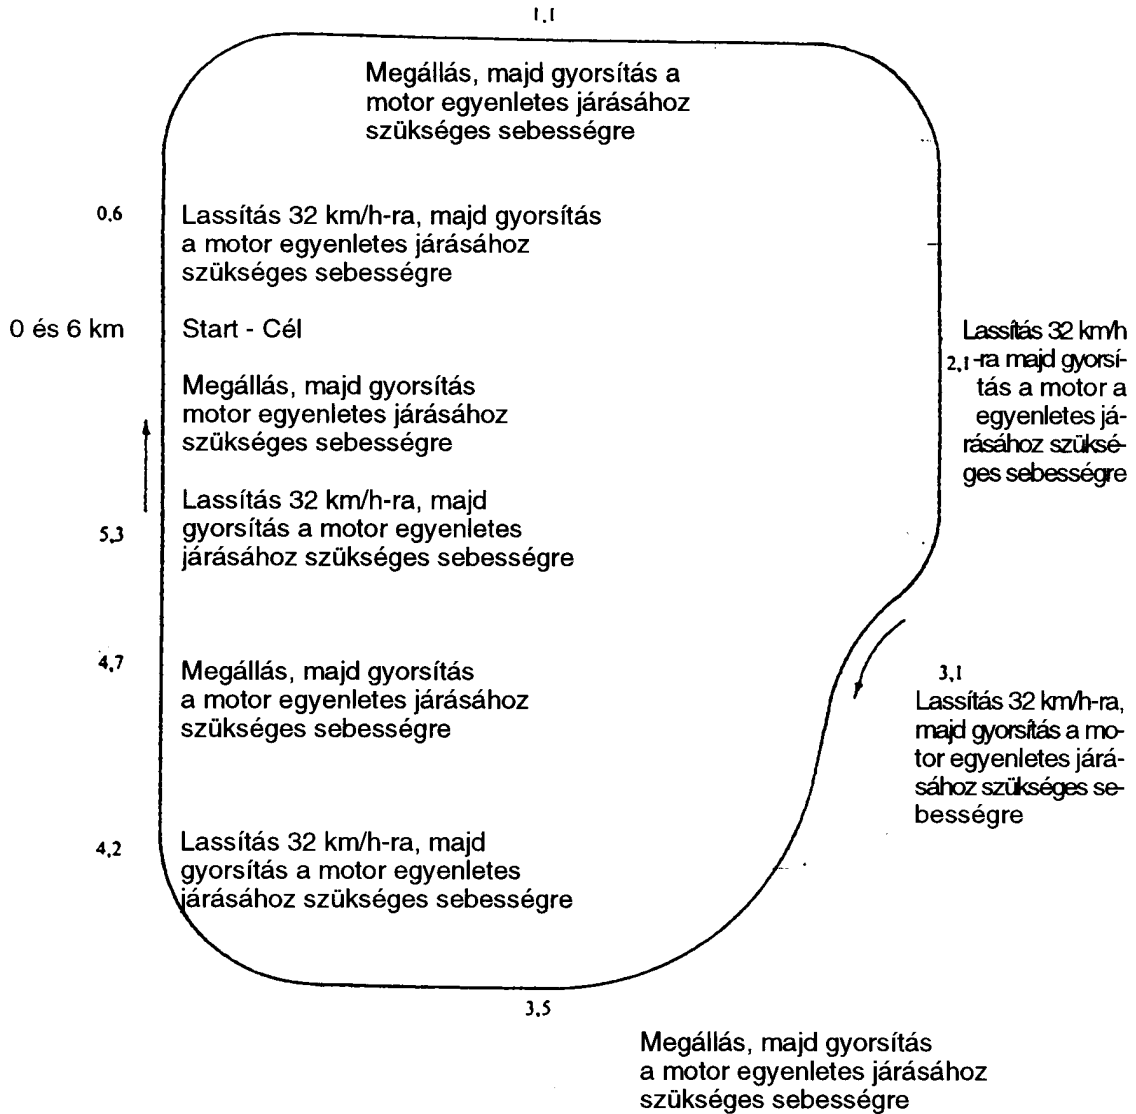 1,1
Megállás, majd gyorsítás a
motor egyenletes járásához
szükséges sebességre
0,6
Lassítás 32 km/h-ra, majd gyorsítás
a motor egyenletes járásához
szükséges sebességre
0 és 6 km
Start - Cél
Megállás, majd gyorsítás
motor egyenletes járásához
szükséges sebességre
5,3
Lassítás 32 km/h-ra, majd
gyorsítás a motor egyenletes
járásához szükséges sebességre
4,7
Megállás, majd gyorsítás
a motor egyenletes járásához
szükséges sebességre
4,2
Lassítás 32 km/h-ra, majd
gyorsítás a motor egyenletes
járásához szükséges sebességre
2,1
Lassítás 32 km/h
-ra majd gyorsí-
tás a motor a
egyenletes já-
rásához szüksé-
ges sebességre
3,1
Lassítás 32 km/h-ra,
majd gyorsítás a mo-
tor egyenletes járá-
sához szükséges se-
bességre
3,5
Megállás, majd gyorsítás
a motor egyenletes járásához
szükséges sebességre